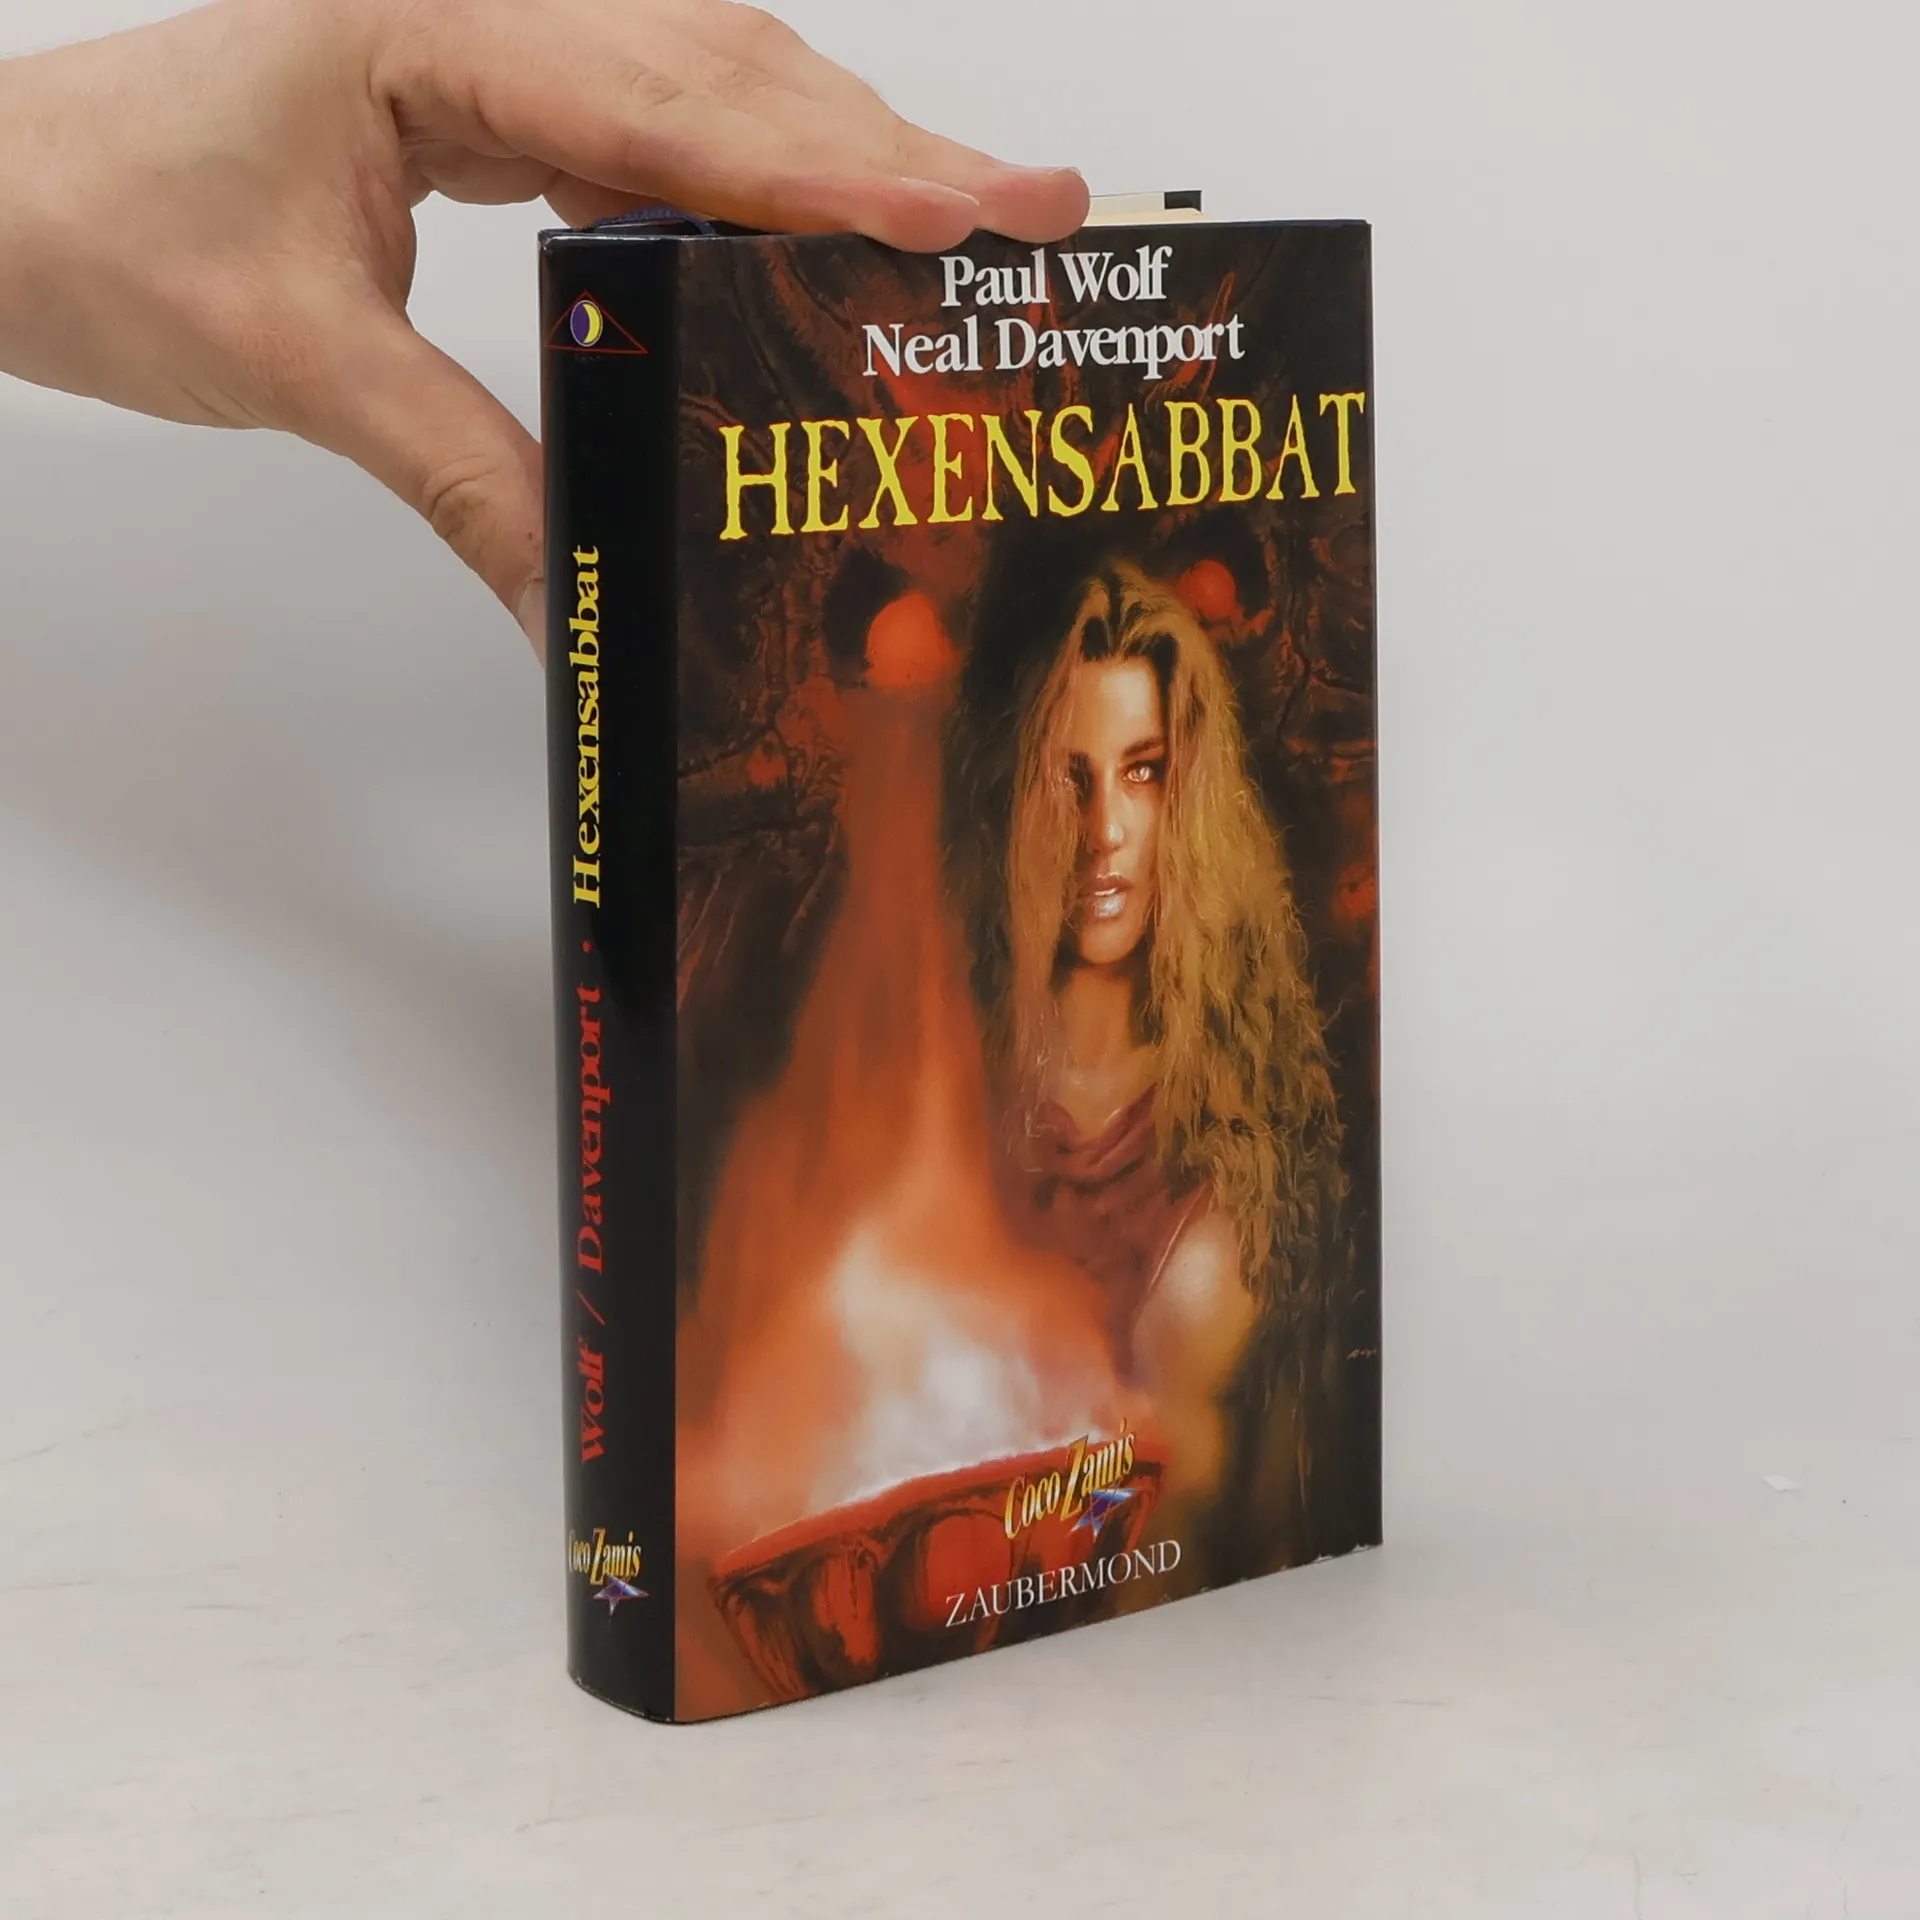 Paul Wolf
Neal Davenport
HEXENSABBAT
Coco Zamis
ZAUBERMOND
Wolf / Davenport · Hexensabbat
Coco Zamis